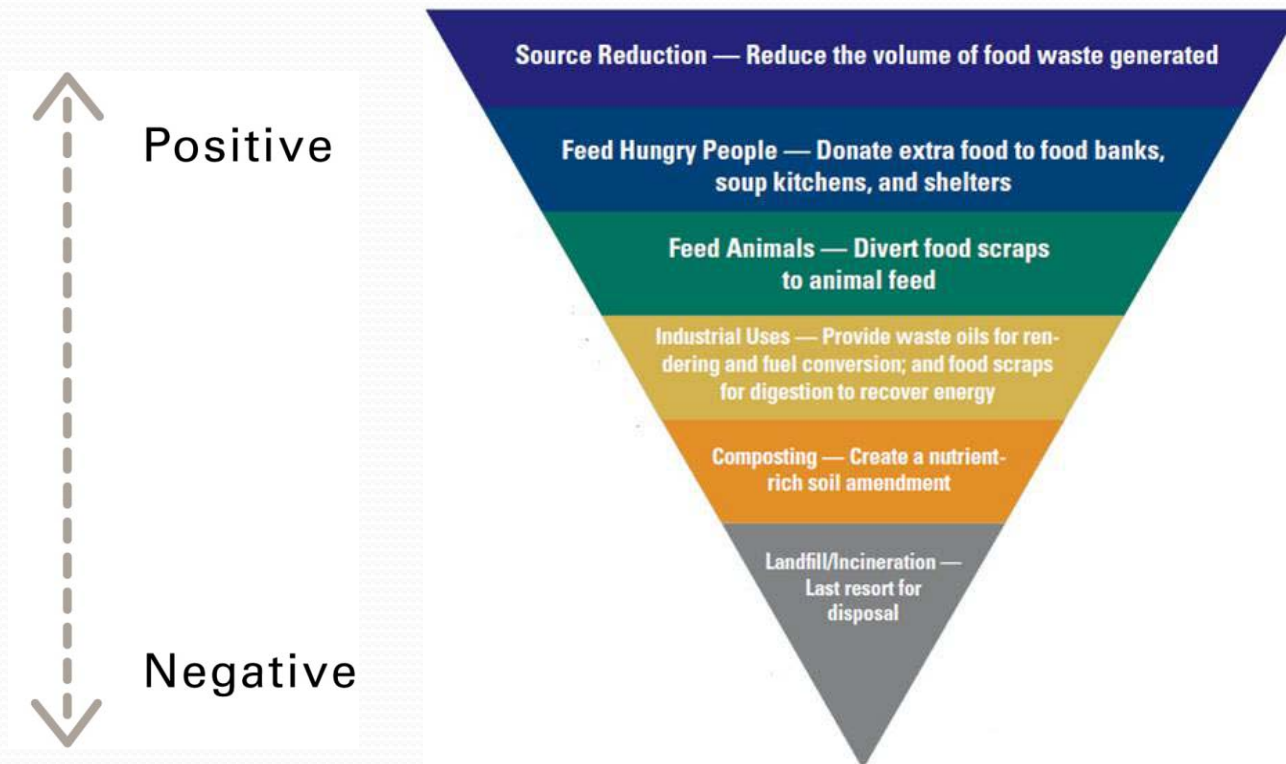 Source Reduction — Reduce the volume of food waste generated
Positive
Feed Hungry People — Donate extra food to food banks,
soup kitchens, and shelters
Feed Animals — Divert food scraps
to animal feed
Industrial Uses — Provide waste oils for ren-
dering and fuel conversion; and food scraps
for digestion to recover energy
Composting — Create a nutrient-
rich soil amendment
Landfill/Incineration —
Last resort for
disposal
Negative